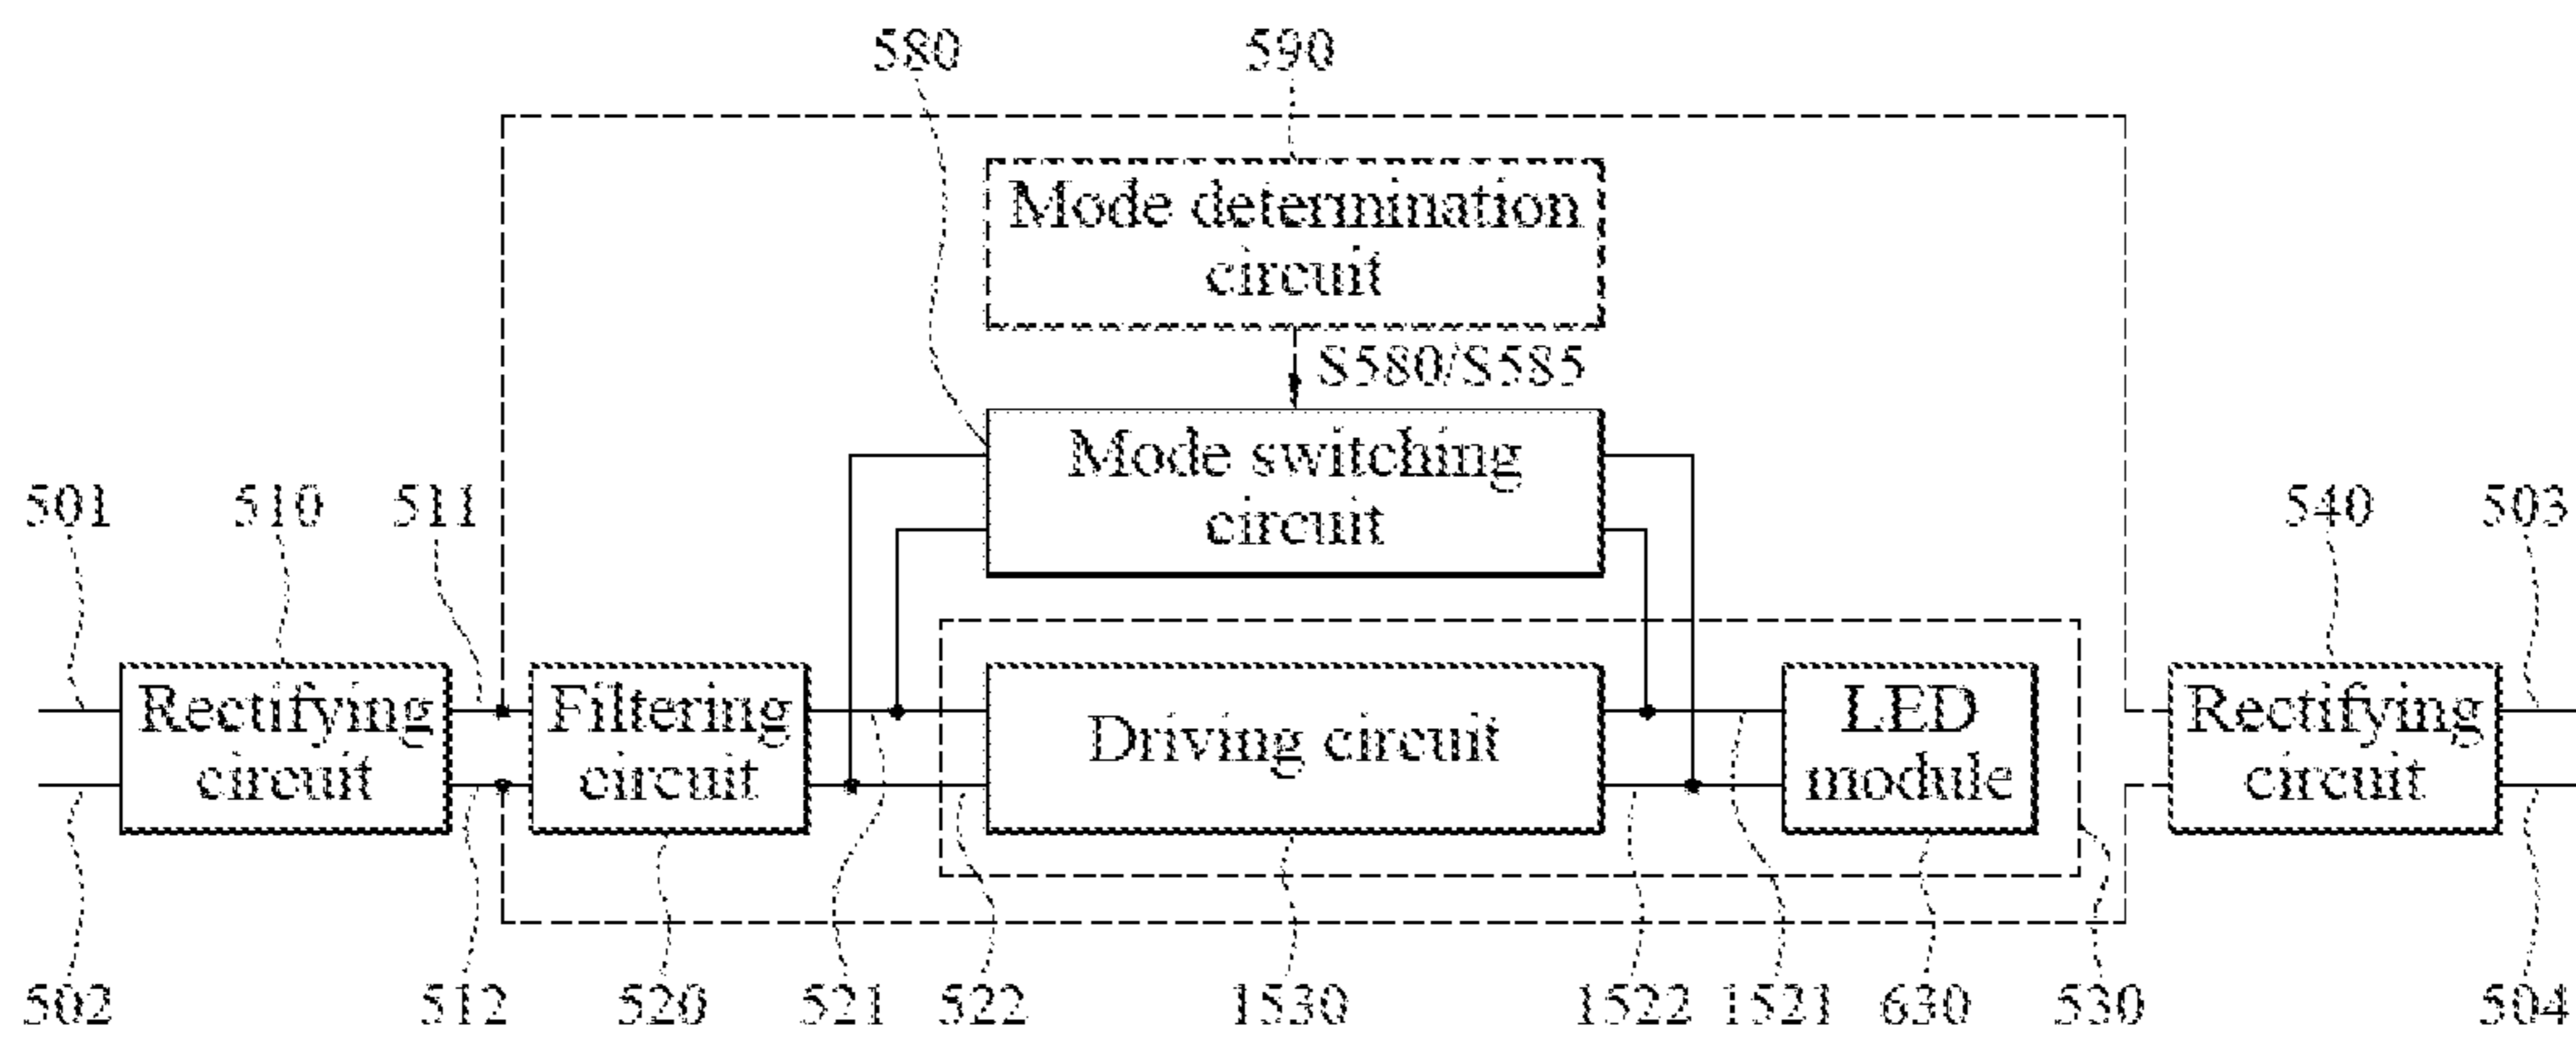 580
590
Mode determination
circuit
S580/S585
Mode switching
circuit
501
510
511
540
503
Rectifying
circuit
Filtering
circuit
Driving circuit
LED
module
Rectifying
circuit
502
512
520
521
522
1530
1522
1521
630
530
504